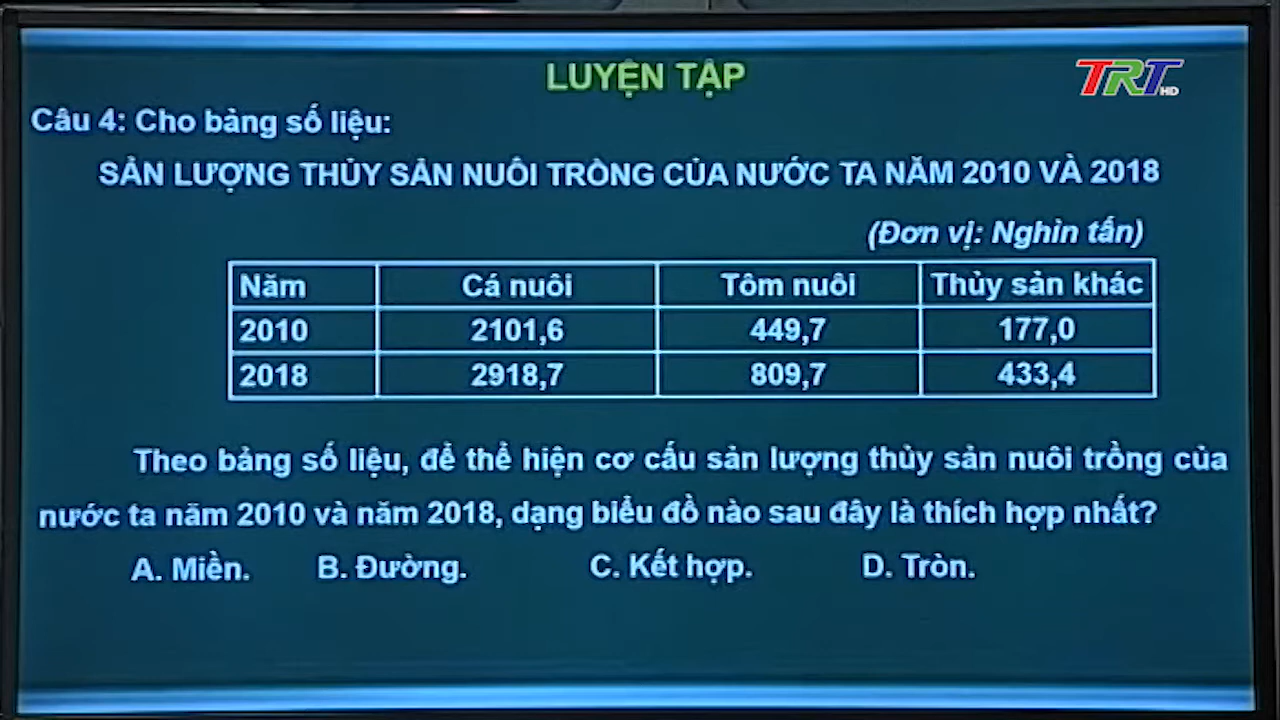 LUYỆN TẬP
TRT HD
Câu 4: Cho bảng số liệu:
SẢN LƯỢNG THỦY SẢN NUÔI TRỒNG CỦA NƯỚC TA NĂM 2010 VÀ 2018
(Đơn vị: Nghìn tấn)
Năm Cá nuôi Tôm nuôi Thủy sản khác
2010 2101,6 449,7 177,0
2018 2918,7 809,7 433,4
Theo bảng số liệu, để thể hiện cơ cấu sản lượng thủy sản nuôi trồng của
nước ta năm 2010 và năm 2018, dạng biểu đồ nào sau đây là thích hợp nhất?
A. Miền. B. Đường. C. Kết hợp. D. Tròn.